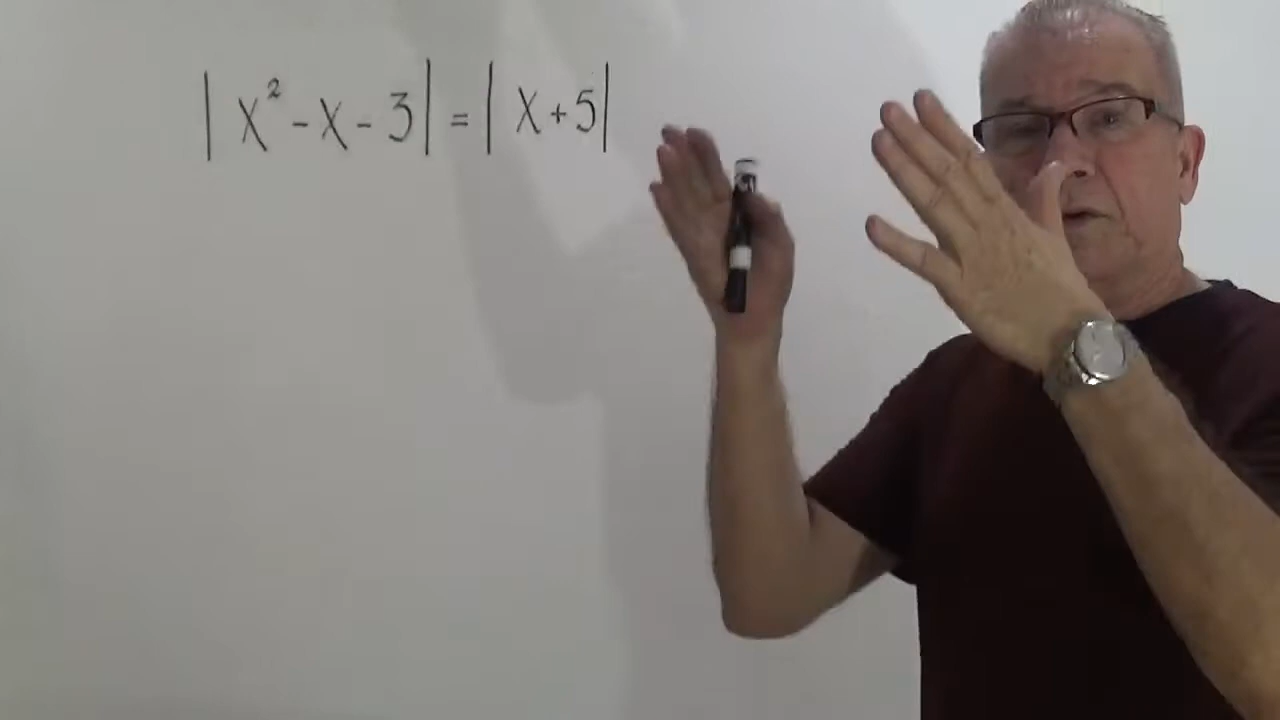 | x² - x - 3 | = | x + 5 |